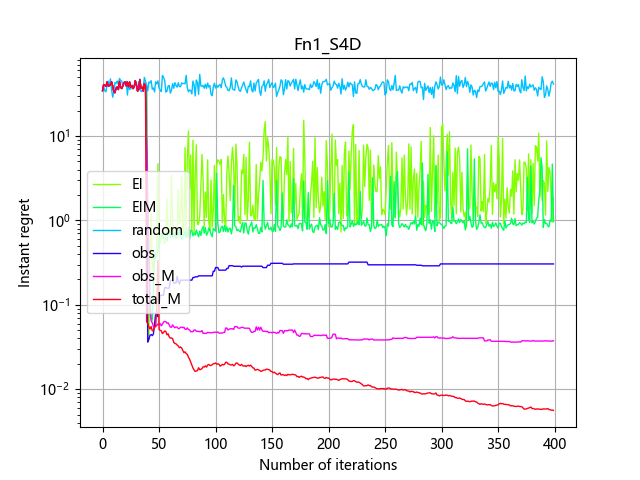 Fn1_S4D
Instant regret
10¹
10⁰
10⁻¹
10⁻²
EI
EIM
random
obs
obs_M
total_M
0 50 100 150 200 250 300 350 400
Number of iterations